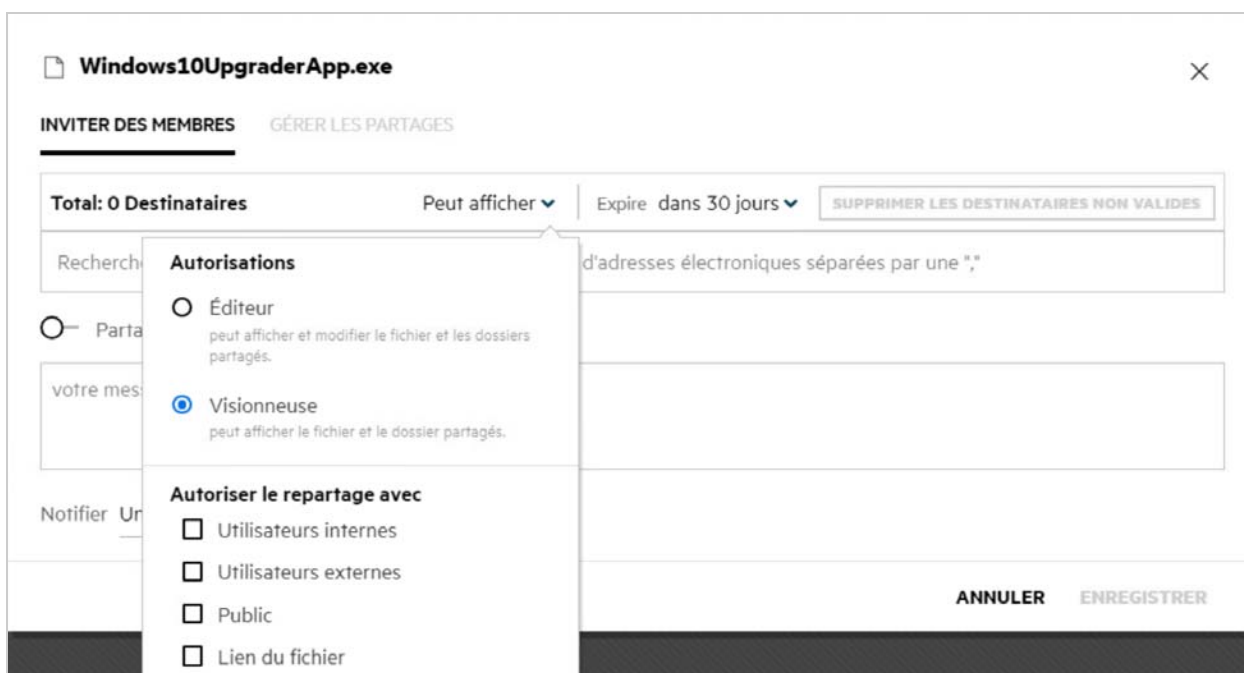 Windows10UpgraderApp.exe
INVITER DES MEMBRES GÉRER LES PARTAGES
Total: 0 Destinataires Peut afficher Expire dans 30 jours SUPPRIMER LES DESTINATAIRES NON VALIDES
d'adresses électroniques séparées par une ","
Autorisations
Éditeur
peut afficher et modifier le fichier et les dossiers
partagés.
votre
Visionneuse
peut afficher le fichier et le dossier partagés.
Autoriser le repartage avec
Notifier
Utilisateurs internes
Utilisateurs externes
Public
Lien du fichier
ANNULER ENREGISTRER